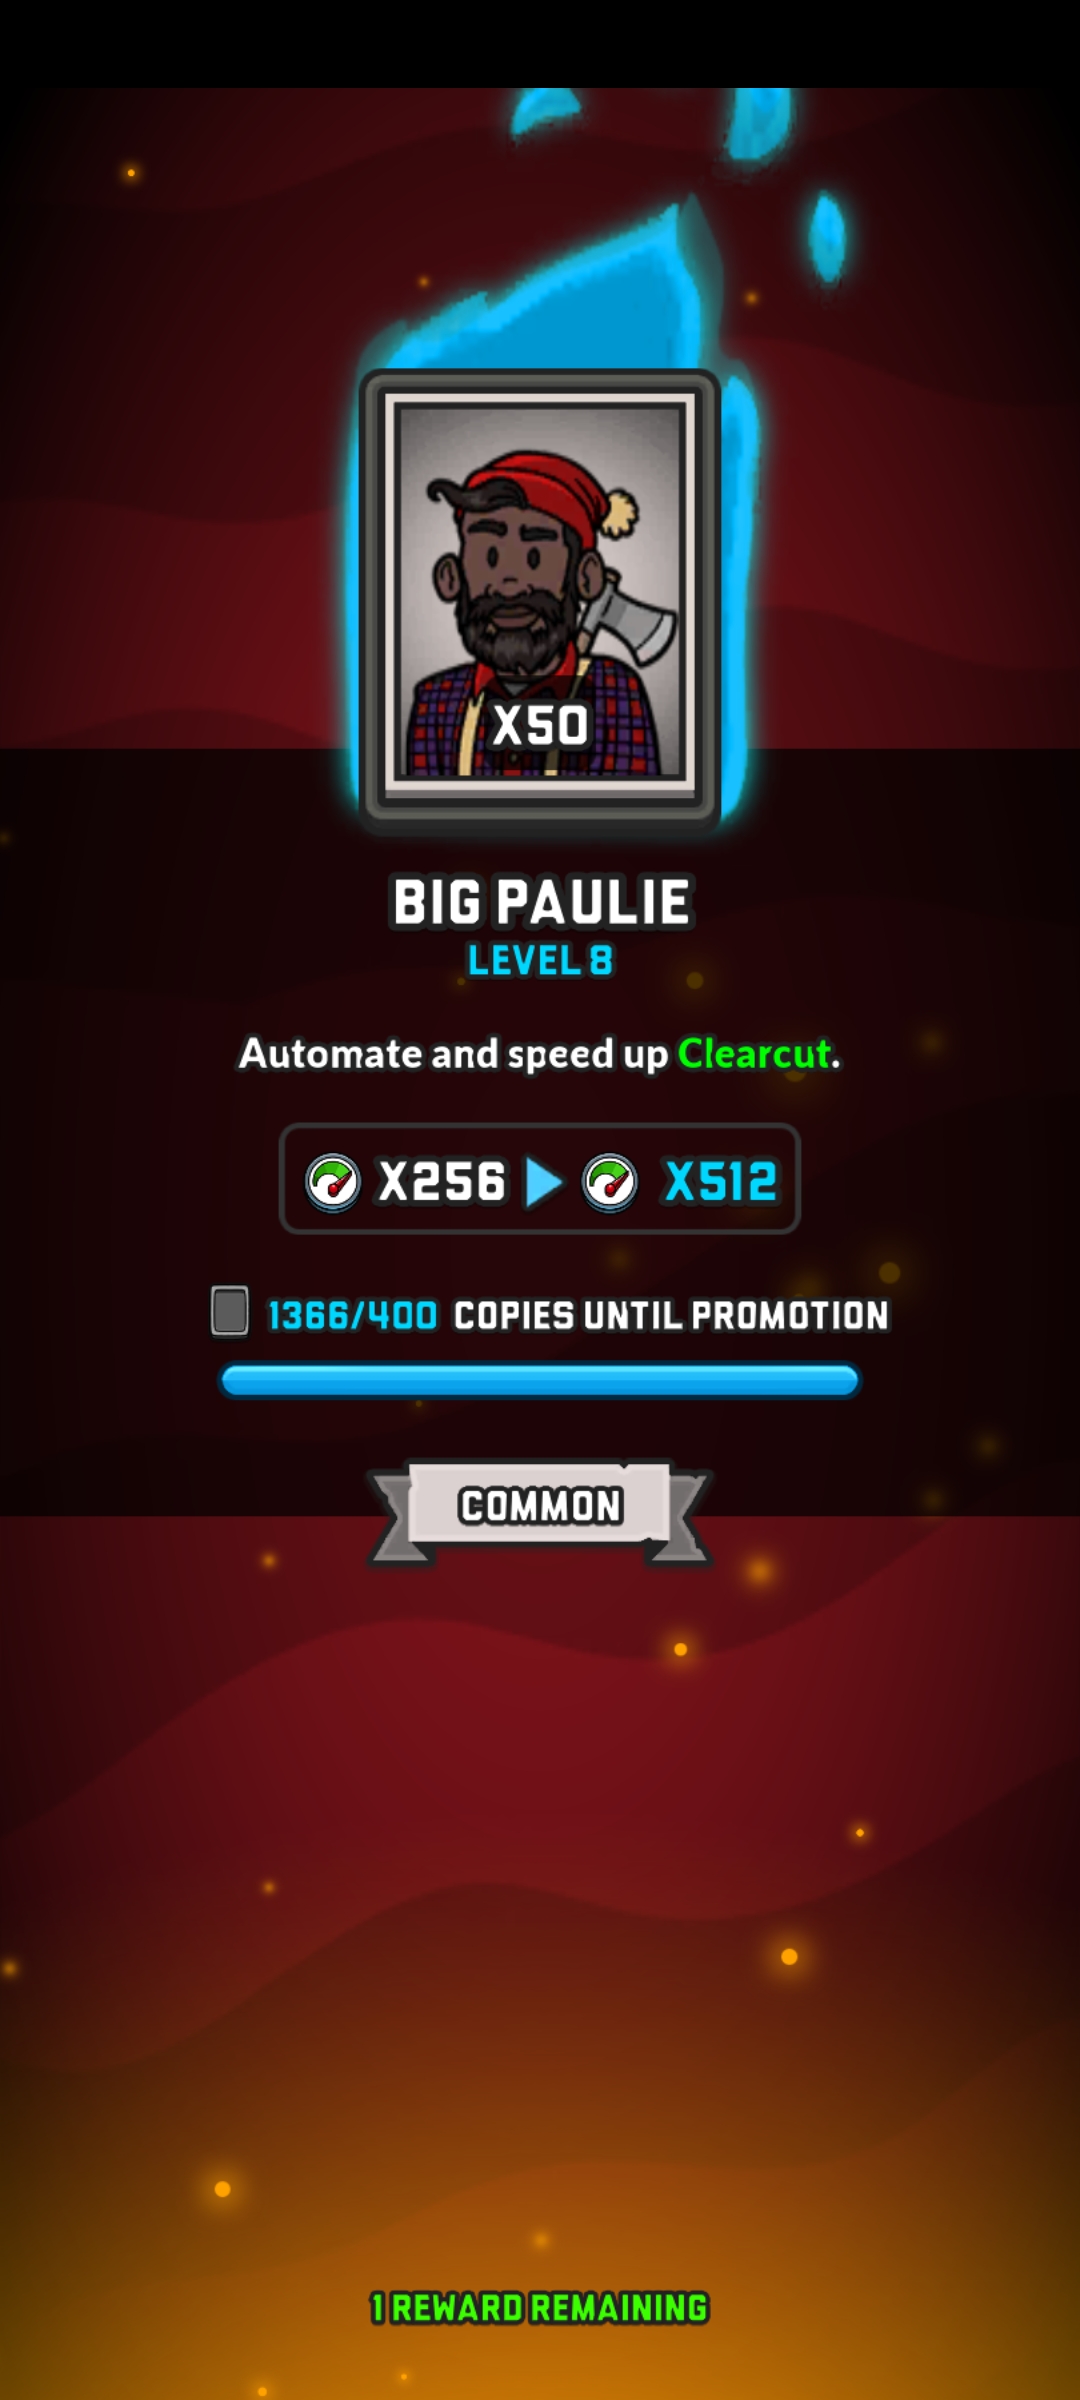 X50
BIG PAULIE
LEVEL 8
Automate and speed up Clearcut.
X256 X512
1366/400 COPIES UNTIL PROMOTION
COMMON
1 REWARD REMAINING